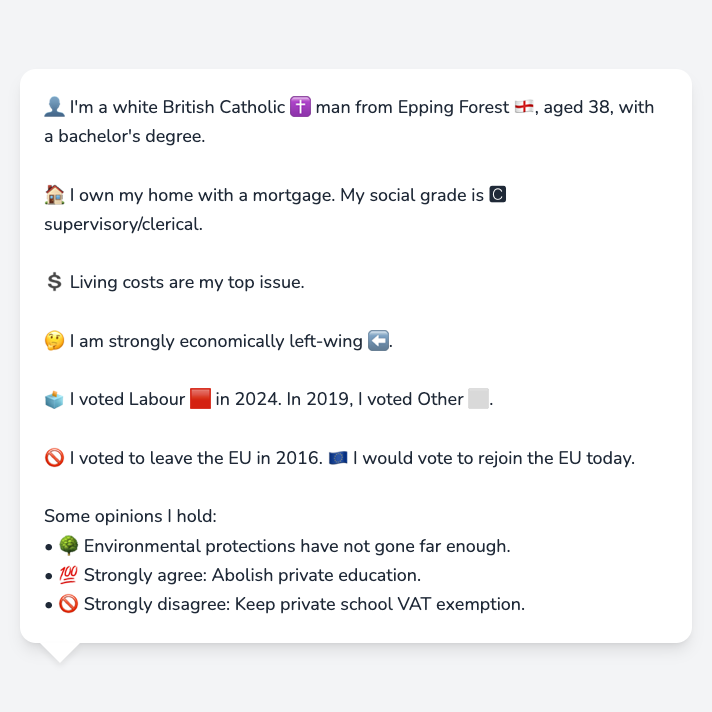 👤 I'm a white British Catholic ✝️ man from Epping Forest 🏴󠁧󠁢󠁥󠁮󠁧󠁿, aged 38, with
a bachelor's degree.
🏠 I own my home with a mortgage. My social grade is 🅲
supervisory/clerical.
💲 Living costs are my top issue.
🤔 I am strongly economically left-wing ⬅️.
🗳️ I voted Labour 🟥 in 2024. In 2019, I voted Other ⬜.
🚫 I voted to leave the EU in 2016. 🇪🇺 I would vote to rejoin the EU today.
Some opinions I hold:
• 🌳 Environmental protections have not gone far enough.
• 💯 Strongly agree: Abolish private education.
• 🚫 Strongly disagree: Keep private school VAT exemption.